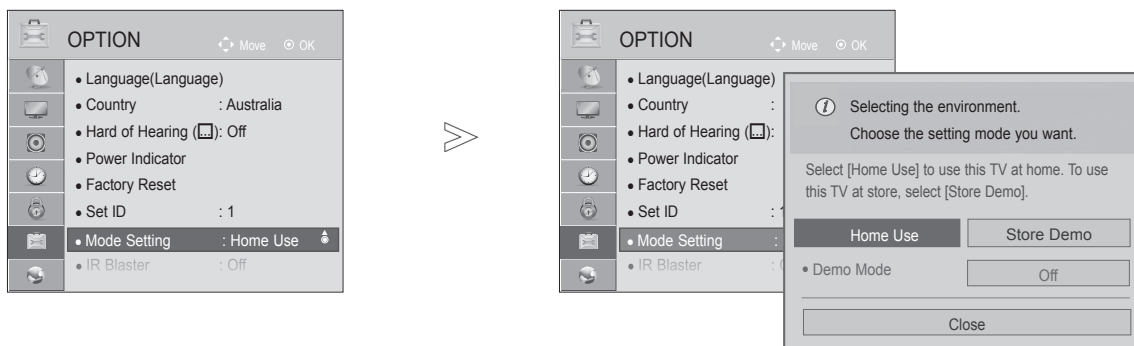 OPTION
Move OK
• Language(Language)
• Country : Australia
• Hard of Hearing ( ): Off
• Power Indicator
• Factory Reset
• Set ID : 1
• Mode Setting : Home Use
• IR Blaster : Off
OPTION
Move OK
• Language(Language)
• Country :
• Hard of Hearing ( ):
• Power Indicator
• Factory Reset
• Set ID : 1
• Mode Setting :
• IR Blaster :
i Selecting the environment.
Choose the setting mode you want.
Select [Home Use] to use this TV at home. To use
this TV at store, select [Store Demo].
Home Use Store Demo
• Demo Mode Off
Close